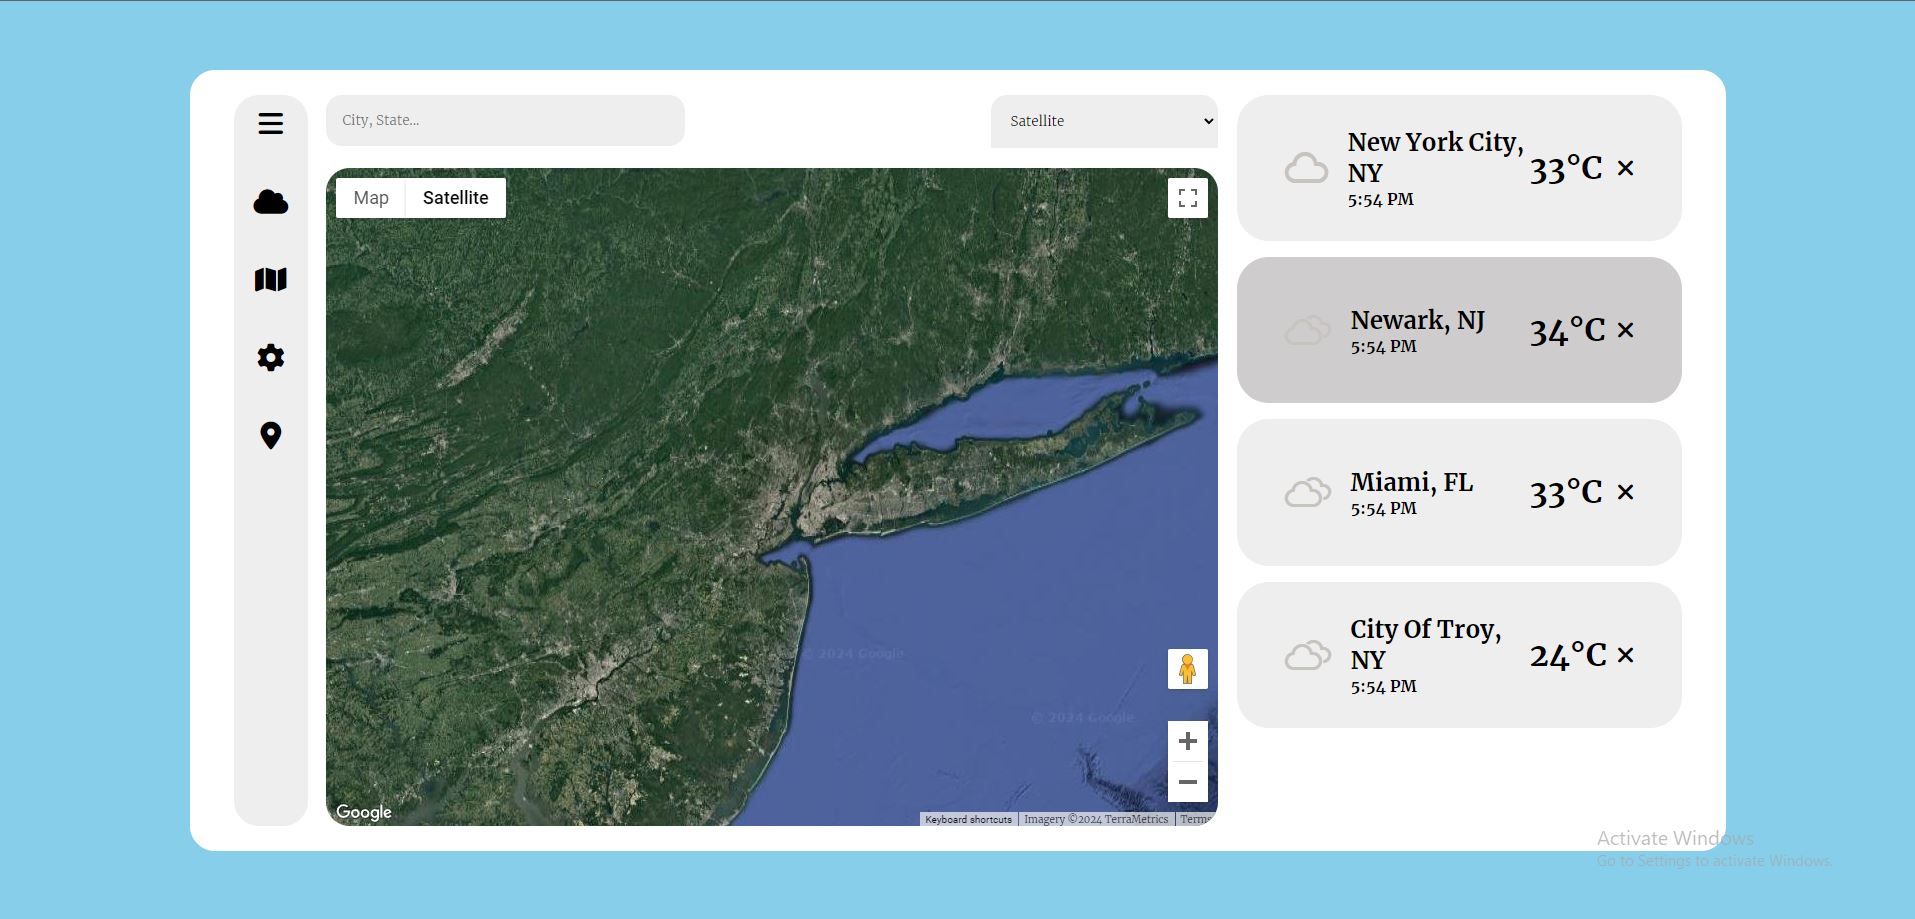 City, State...
Satellite
Map
Satellite
© 2024 Google
© 2024 Google
Google
Keyboard shortcuts
Imagery ©2024 TerraMetrics
Terms
New York City,
NY
5:54 PM
33°C ×
Newark, NJ
5:54 PM
34°C ×
Miami, FL
5:54 PM
33°C ×
City Of Troy,
NY
5:54 PM
24°C ×
Activate Windows
Go to Settings to activate Windows.